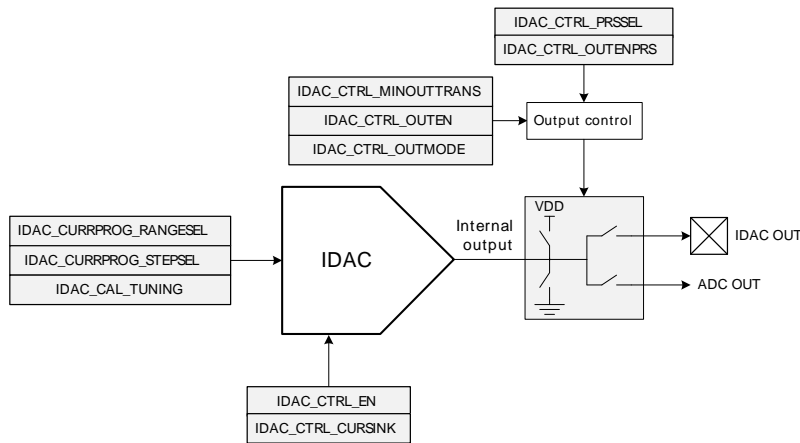 IDAC_CTRL_PRSSEL
IDAC_CTRL_OUTENPRS
IDAC_CTRL_MINOUTTRANS
IDAC_CTRL_OUTEN
IDAC_CTRL_OUTMODE
Output control
IDAC_CURRPROG_RANGESEL
IDAC_CURRPROG_STEPSEL
IDAC_CAL_TUNING
IDAC
Internal
output
VDD
IDAC OUT
ADC OUT
IDAC_CTRL_EN
IDAC_CTRL_CURSINK